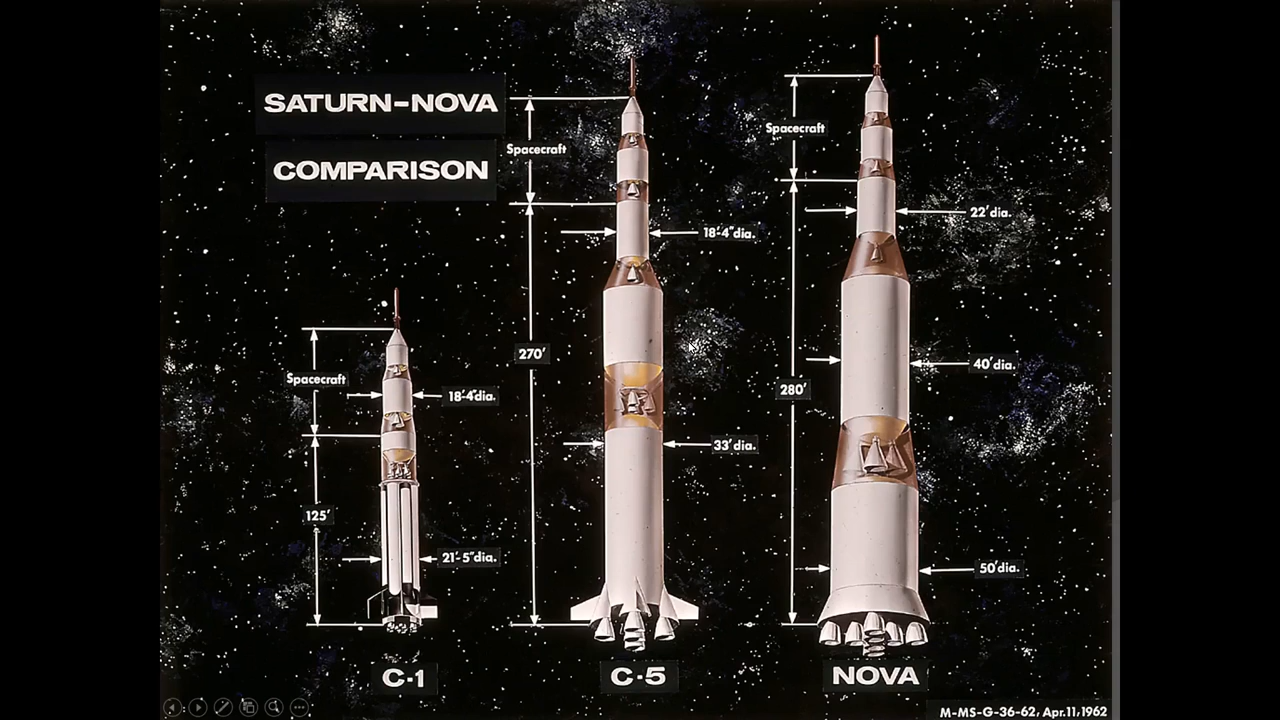 SATURN-NOVA
COMPARISON
Spacecraft
18'-4"dia.
125'
21'-5"dia.
C-1
Spacecraft
18'-4"dia.
270'
33'dia.
C-5
Spacecraft
22'dia.
40'dia.
280'
50'dia.
NOVA
M-MS-G-36-62, Apr.11,1962